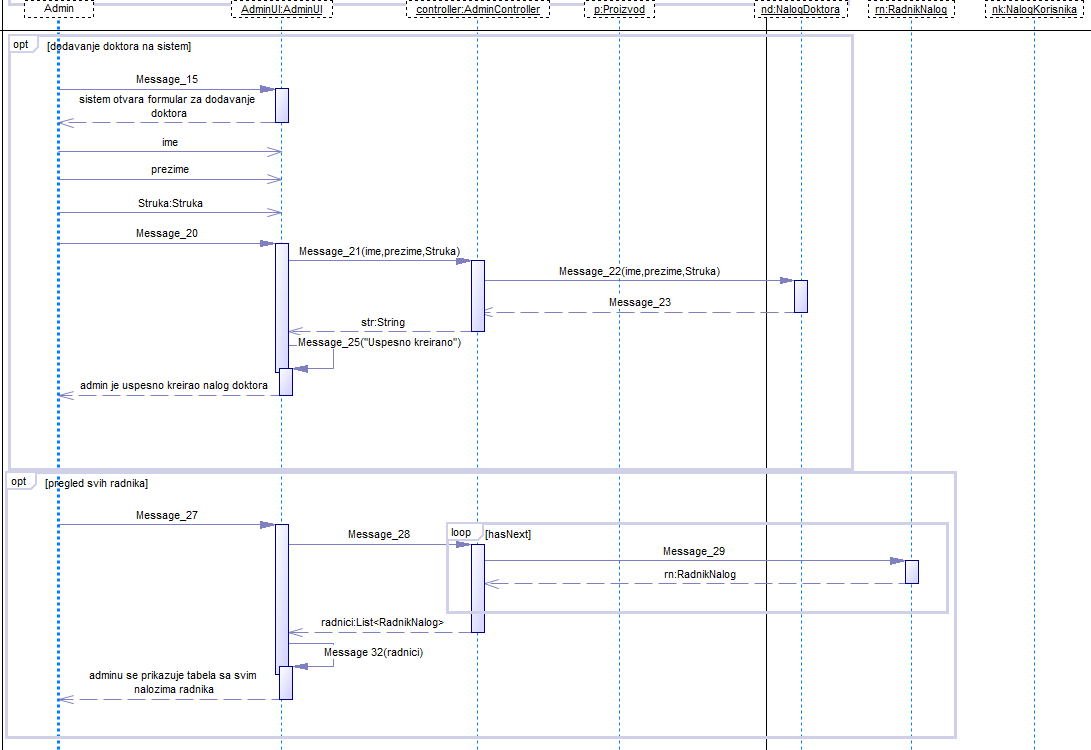 Admin
AdminUI:AdminUI
controller:AdminController
p:Proizvod
nd:NalogDoktora
rn:RadnikNalog
nk:NalogKorisnika
opt
[dodavanje doktora na sistem]
Message_15
sistem otvara formular za dodavanje
doktora
ime
prezime
Struka:Struka
Message_20
Message_21(ime,prezime,Struka)
Message_22(ime,prezime,Struka)
Message_23
str:String
Message_25("Uspesno kreirano")
admin je uspesno kreirao nalog doktora
opt
[pregled svih radnika]
Message_27
Message_28
loop
[hasNext]
Message_29
rn:RadnikNalog
radnici:List<RadnikNalog>
Message 32(radnici)
adminu se prikazuje tabela sa svim
nalozima radnika